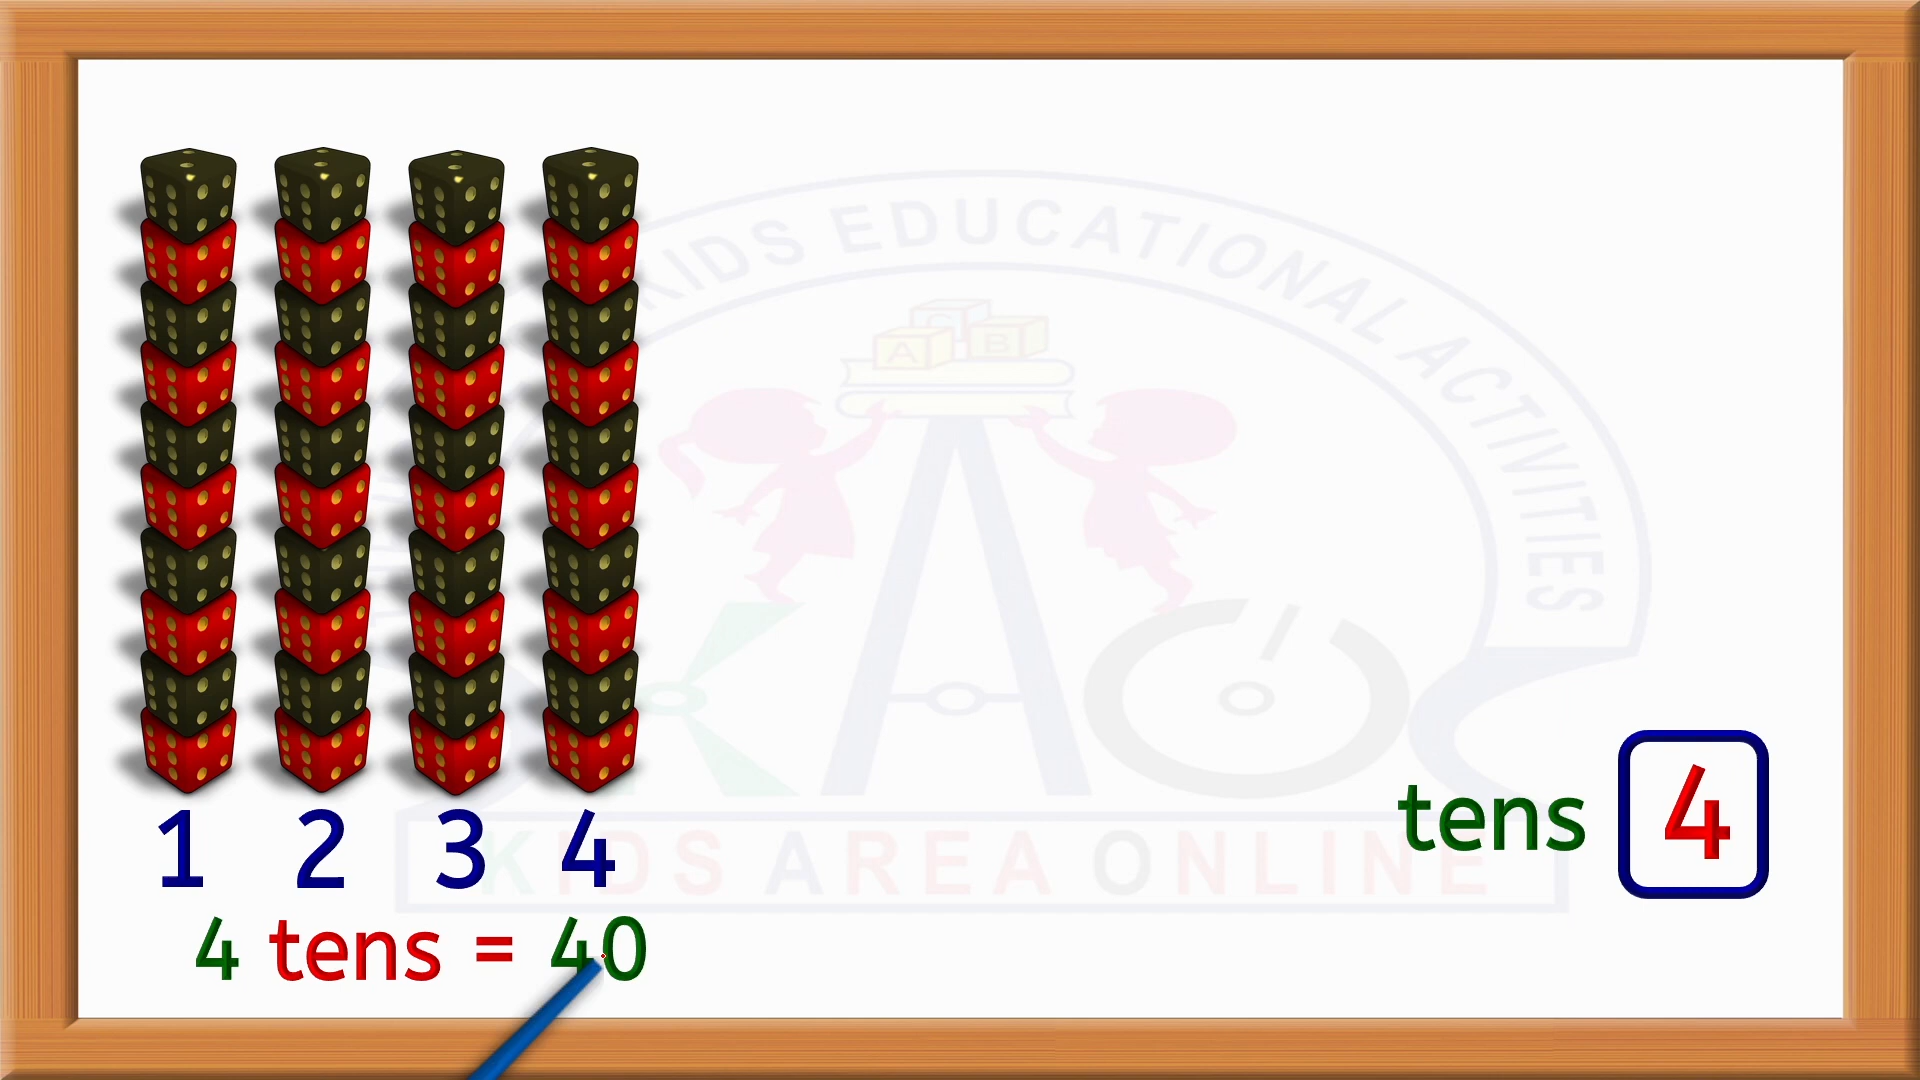 KIDS EDUCATIONAL ACTIVITIES
C
A B
1 2 3 4
tens 4
KIDS AREA ONLINE
4 tens = 40